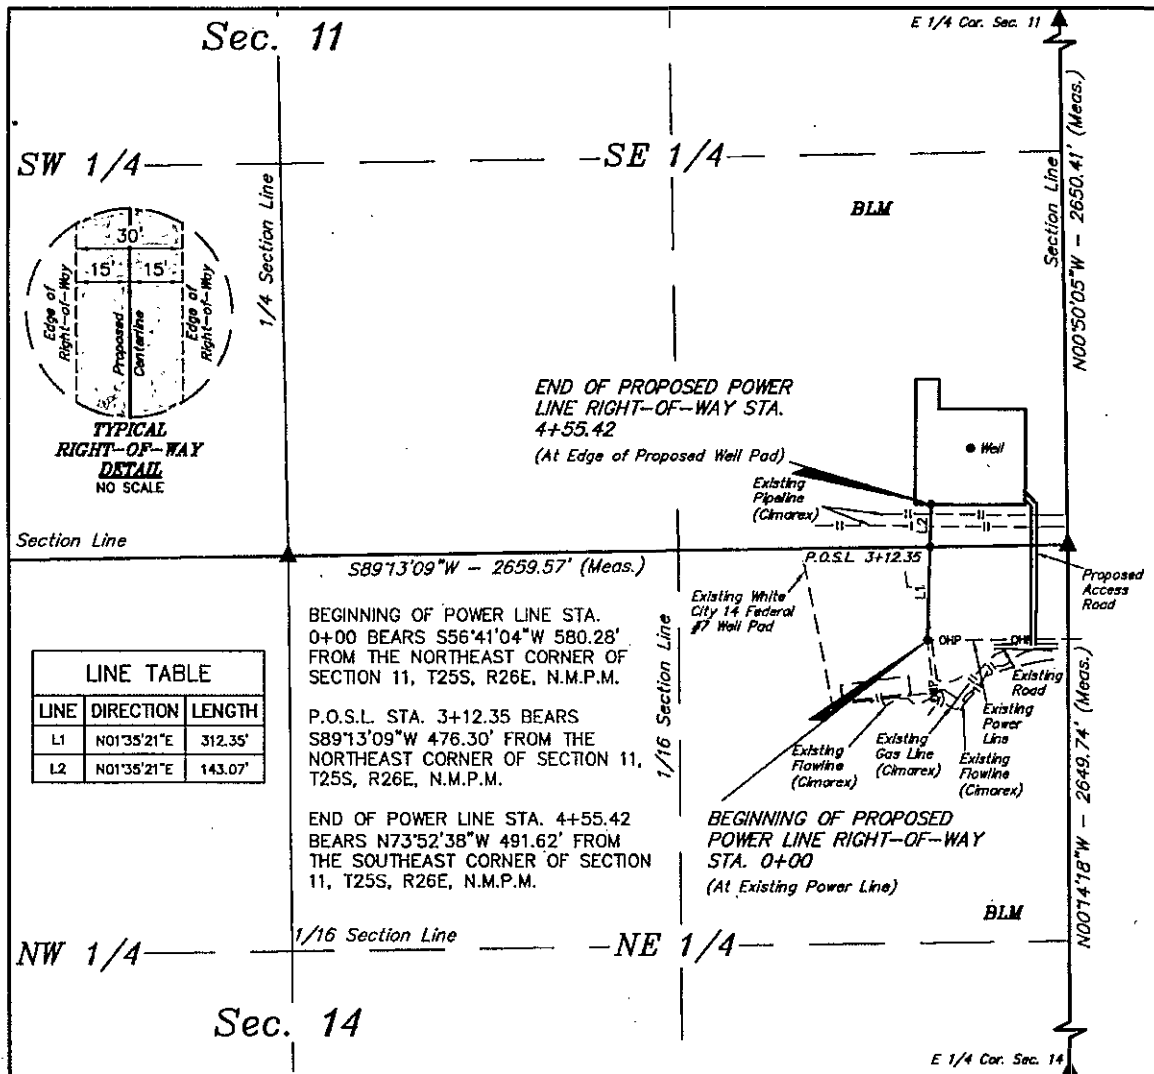 Sec. 11
E 1/4 Cor. Sec. 11
SW 1/4
SE 1/4
BLM
1/4 Section Line
Section Line
N00°50'05"W - 2650.41' (Meas.)
30'
15' 15'
Edge of
Right-of-Way
Proposed
Centerline
Edge of
Right-of-Way
TYPICAL
RIGHT-OF-WAY
DETAIL
NO SCALE
END OF PROPOSED POWER
LINE RIGHT-OF-WAY STA.
4+55.42
(At Edge of Proposed Well Pad)
Well
Existing
Pipeline
(Cimarex)
L2
Section Line
S89°13'09"W - 2659.57' (Meas.)
P.O.S.L. 3+12.35
L1
Existing White
City 14 Federal
#7 Well Pad
Proposed
Access
Road
BEGINNING OF POWER LINE STA.
0+00 BEARS S56°41'04"W 580.28'
FROM THE NORTHEAST CORNER OF
SECTION 11, T25S, R26E, N.M.P.M.
P.O.S.L. STA. 3+12.35 BEARS
S89°13'09"W 476.30' FROM THE
NORTHEAST CORNER OF SECTION 11,
T25S, R26E, N.M.P.M.
END OF POWER LINE STA. 4+55.42
BEARS N73°52'38"W 491.62' FROM
THE SOUTHEAST CORNER OF SECTION
11, T25S, R26E, N.M.P.M.
LINE TABLE
LINE DIRECTION LENGTH
L1 N01°35'21"E 312.35'
L2 N01°35'21"E 143.07'
1/16 Section Line
OHP
Existing
Road
Existing
Power
Line
Existing
Flowline
(Cimarex)
Existing
Gas Line
(Cimarex)
Existing
Flowline
(Cimarex)
BEGINNING OF PROPOSED
POWER LINE RIGHT-OF-WAY
STA. 0+00
(At Existing Power Line)
N00°14'18"W - 2649.74' (Meas.)
BLM
1/16 Section Line
NW 1/4
NE 1/4
Sec. 14
E 1/4 Cor. Sec. 14